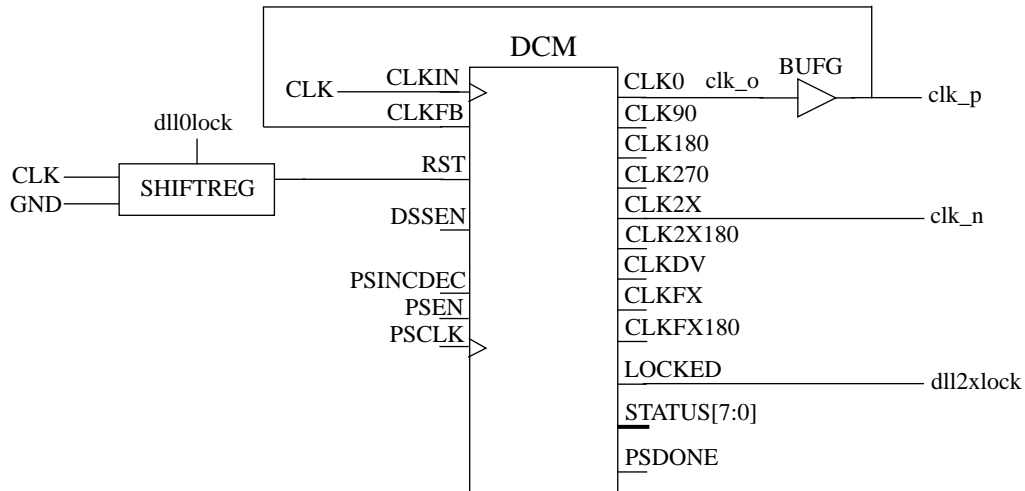 DCM
CLKIN
CLK
CLKFB
dll0lock
CLK
GND
SHIFTREG
RST
DSSEN
PSINCDEC
PSEN
PSCLK
CLK0
clk_o
BUFG
clk_p
CLK90
CLK180
CLK270
CLK2X
clk_n
CLK2X180
CLKDV
CLKFX
CLKFX180
LOCKED
dll2xlock
STATUS[7:0]
PSDONE